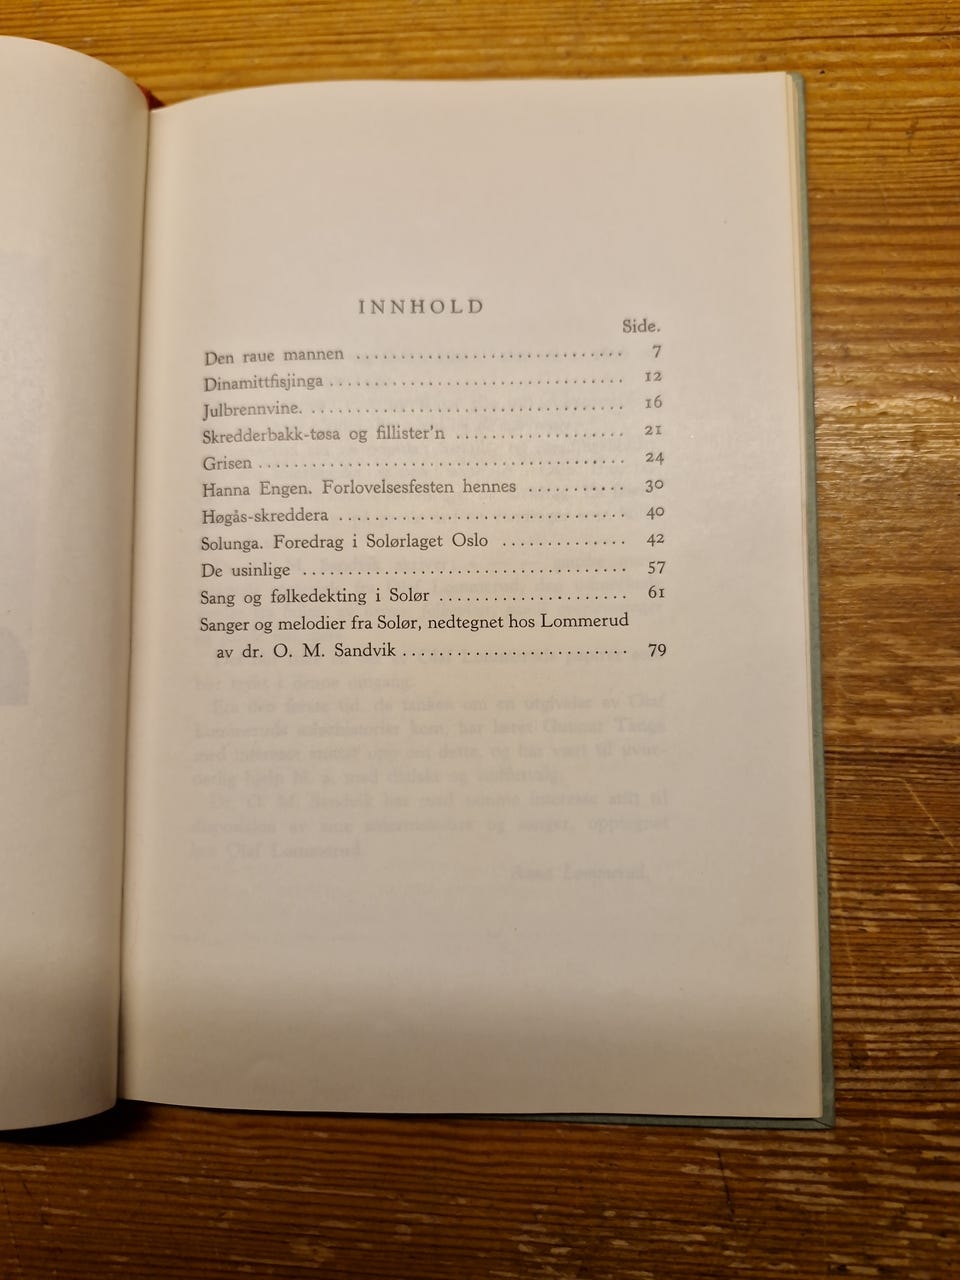 INNHOLD
Side.
Den raue mannen .............................. 7
Dinamittfisjinga ................................. 12
Julbrennvine. ................................... 16
Skredderbakk-tøsa og fillister'n ................... 21
Grisen ......................................... 24
Hanna Engen. Forlovelsesfesten hennes ........... 30
Høgås-skreddera ................................ 40
Solunga. Foredrag i Solørlaget Oslo .............. 42
De usinlige .................................... 57
Sang og følkedekting i Solør ..................... 61
Sanger og melodier fra Solør, nedtegnet hos Lommerud
av dr. O. M. Sandvik ......................... 79